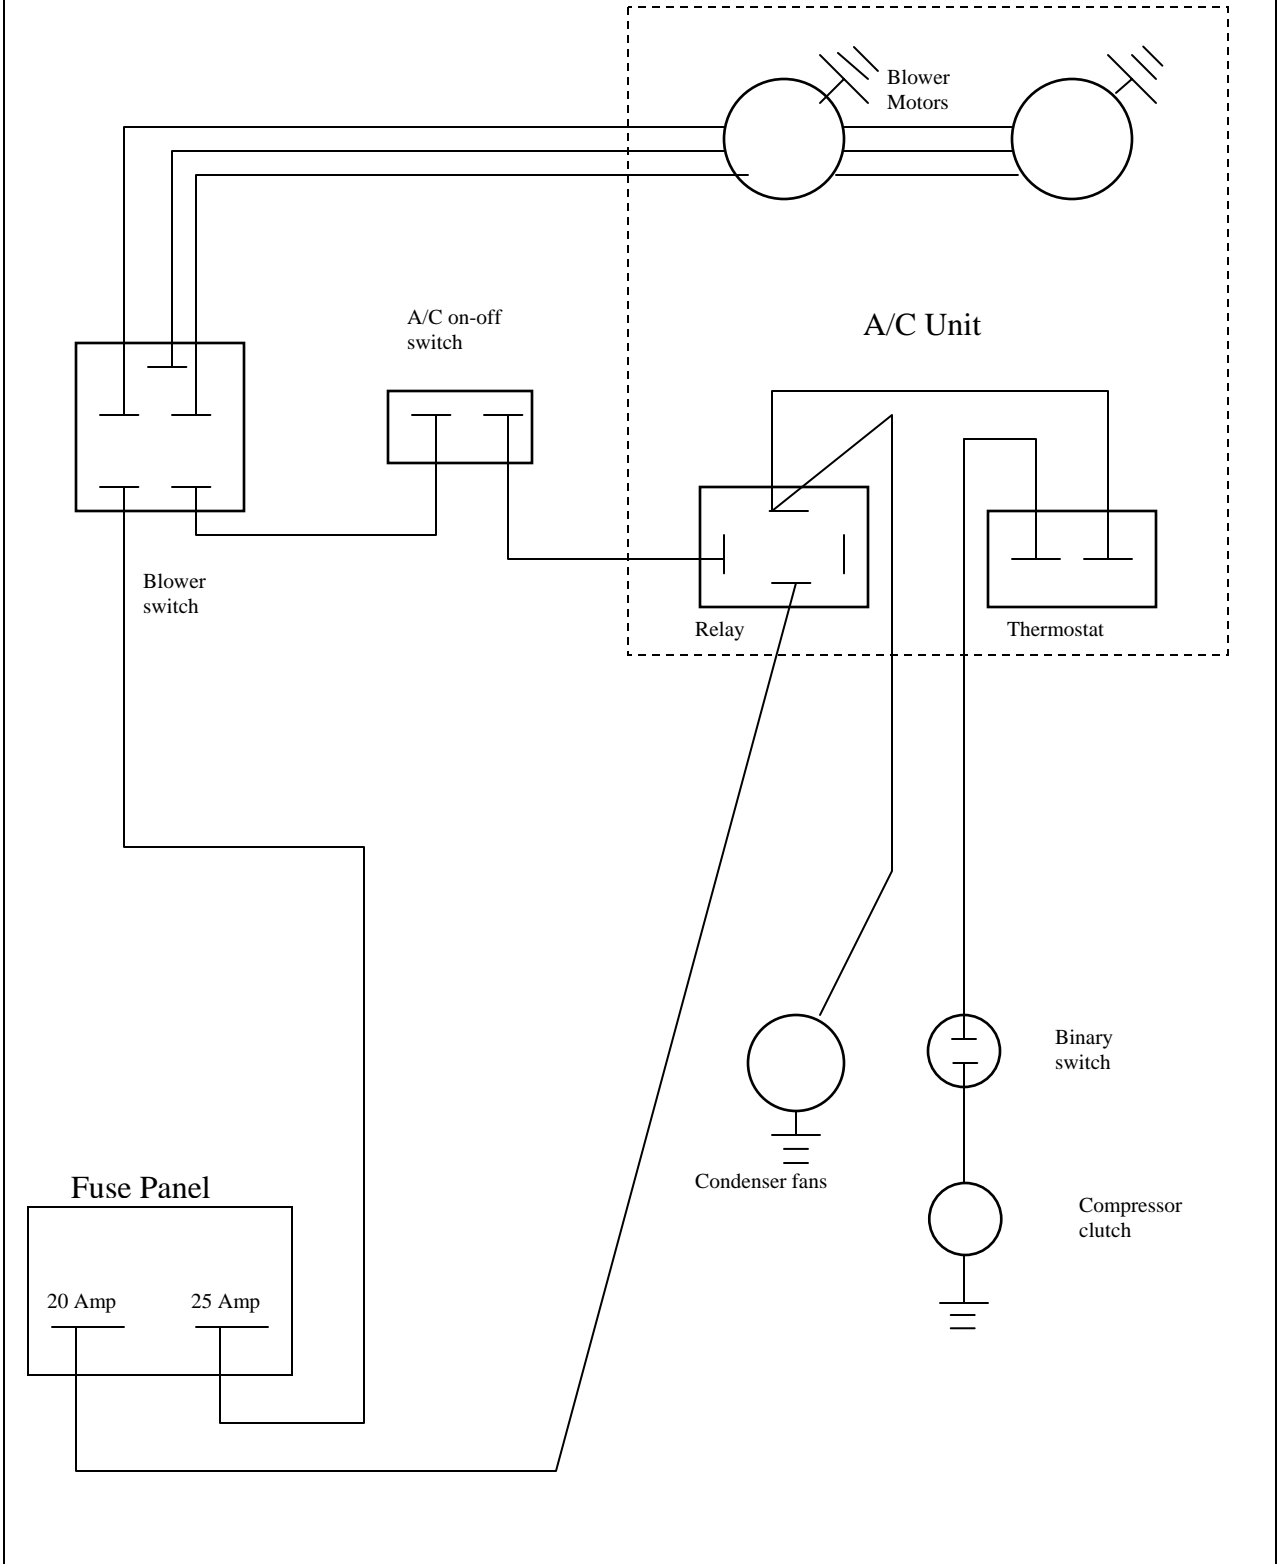 Blower
Motors
A/C on-off
switch
A/C Unit
Blower
switch
Relay
Thermostat
Binary
switch
Condenser fans
Compressor
clutch
Fuse Panel
20 Amp
25 Amp